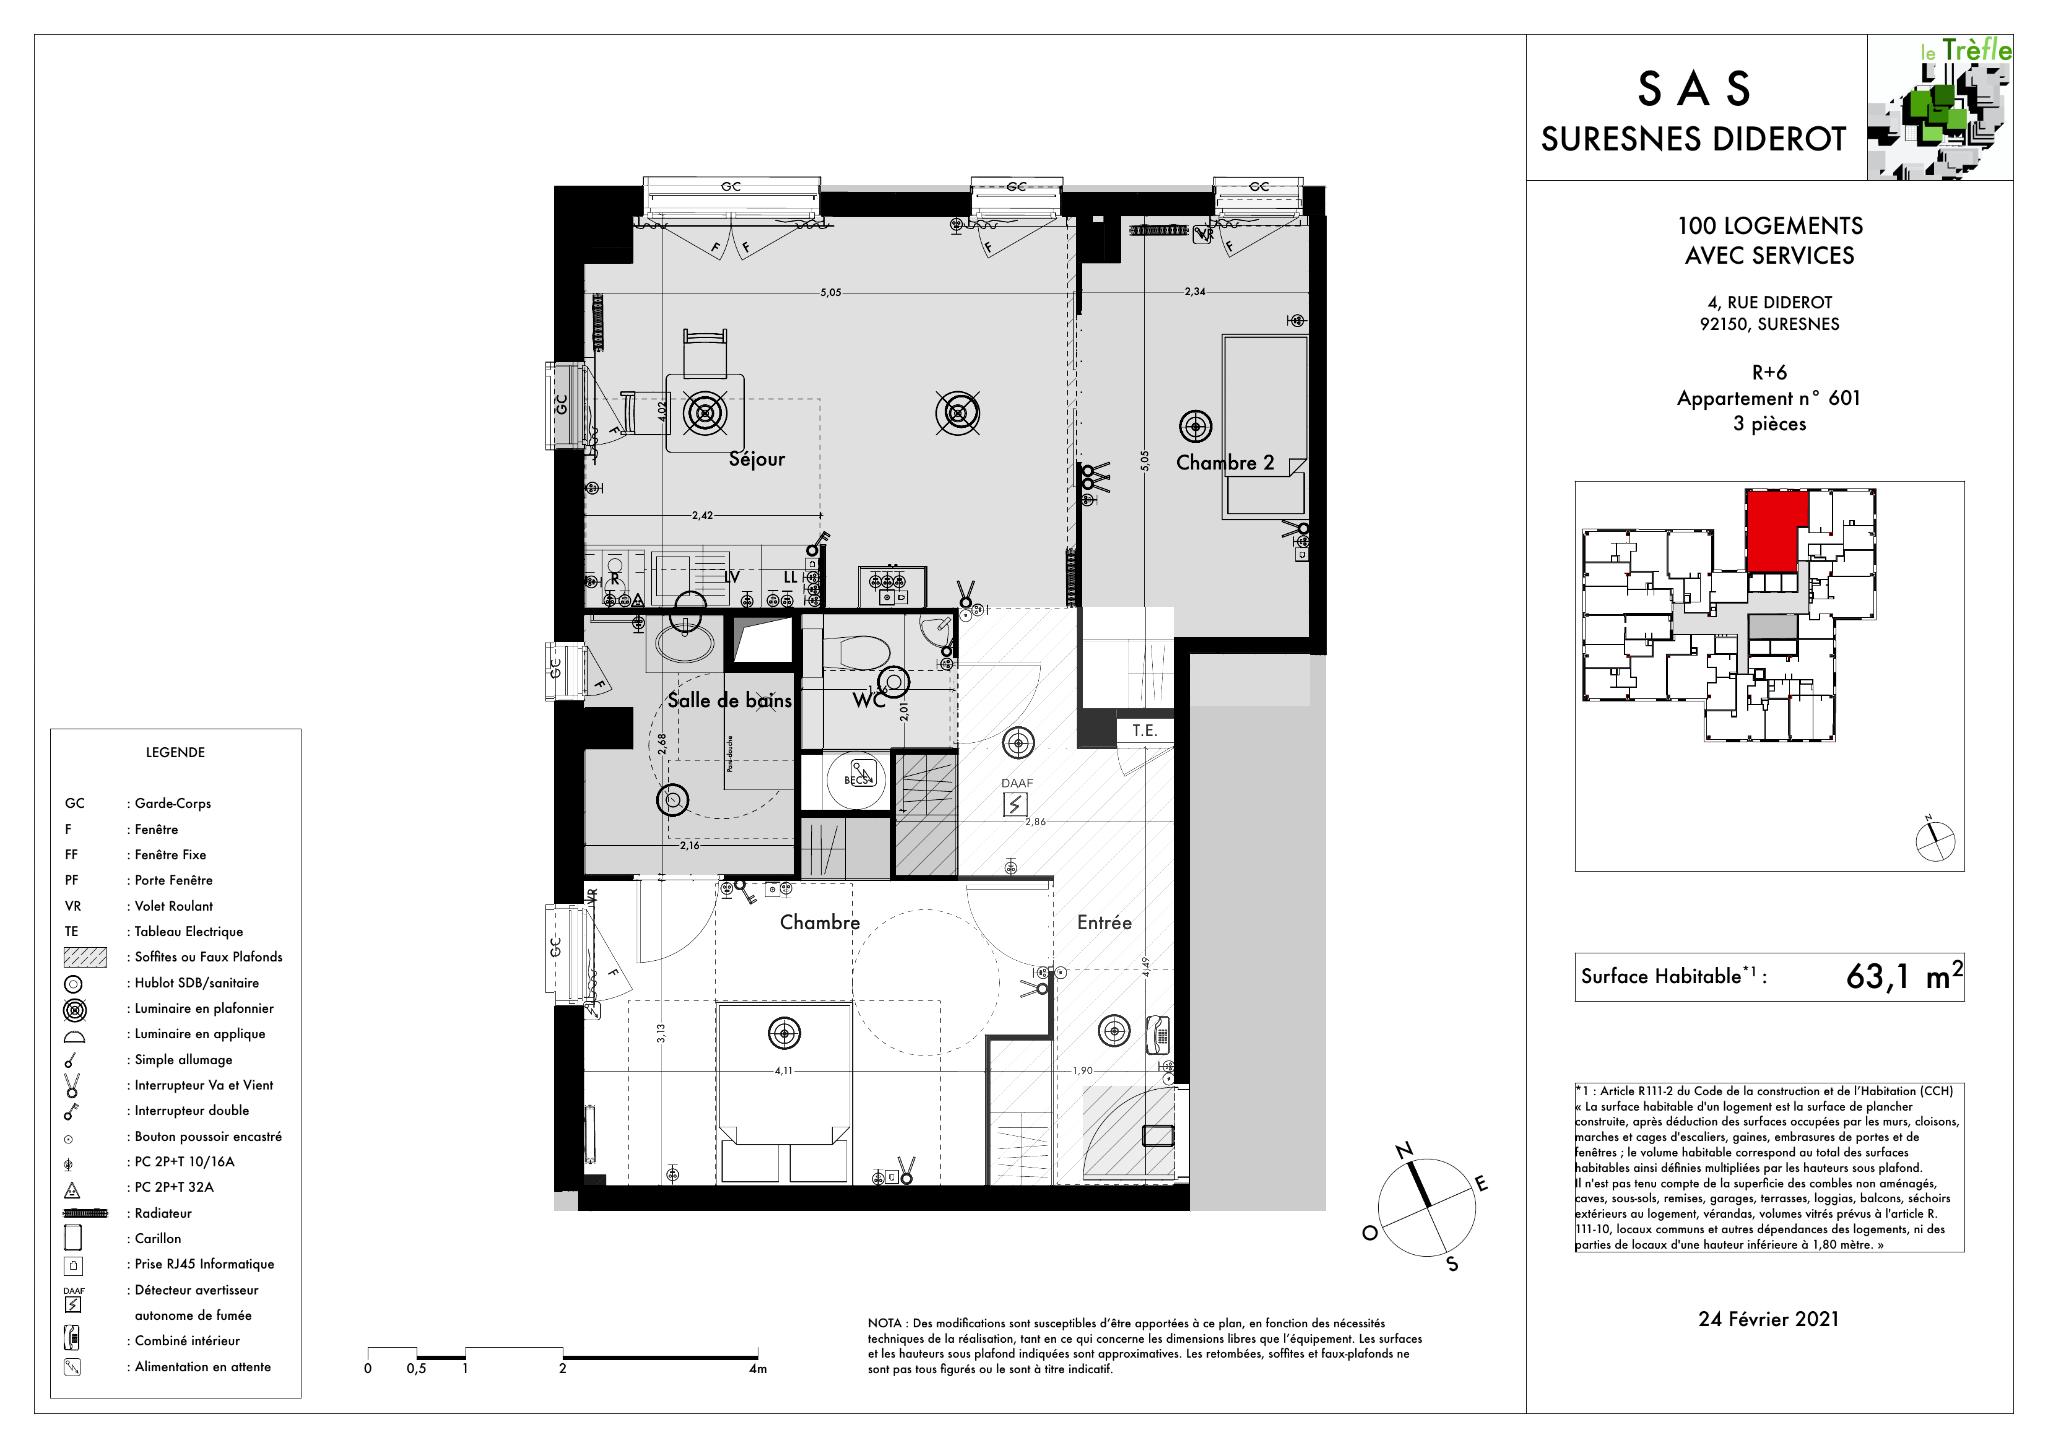 le Trèfle
S A S
SURESNES DIDEROT
100 LOGEMENTS
AVEC SERVICES
4, RUE DIDEROT
92150, SURESNES
R+6
Appartement n° 601
3 pièces
N
Surface Habitable*1 :
63,1 m2
*1 : Article R111-2 du Code de la construction et de l'Habitation (CCH)
« La surface habitable d'un logement est la surface de plancher
construite, après déduction des surfaces occupées par les murs, cloisons,
marches et cages d'escaliers, gaines, embrasures de portes et de
fenêtres ; le volume habitable correspond au total des surfaces
habitables ainsi définies multipliées par les hauteurs sous plafond.
Il n'est pas tenu compte de la superficie des combles non aménagés,
caves, sous-sols, remises, garages, terrasses, loggias, balcons, séchoirs
extérieurs au logement, vérandas, volumes vitrés prévus à l'article R.
111-10, locaux communs et autres dépendances des logements, ni des
parties de locaux d'une hauteur inférieure à 1,80 mètre. »
24 Février 2021
GC
GC
GC
F
F
F
F
VR
5,05
2,34
GC
F
4,02
Séjour
5,05
Chambre 2
2,42
R
LV
LL
GC
F
Salle de bains
WC
2,01
2,68
Pare-douche
T.E.
BECS
DAAF
2,86
2,16
VR
GC
F
Chambre
Entrée
4,49
3,13
4,11
1,90
LEGENDE
GC : Garde-Corps
F : Fenêtre
FF : Fenêtre Fixe
PF : Porte Fenêtre
VR : Volet Roulant
TE : Tableau Electrique
: Soffites ou Faux Plafonds
: Hublot SDB/sanitaire
: Luminaire en plafonnier
: Luminaire en applique
: Simple allumage
: Interrupteur Va et Vient
: Interrupteur double
: Bouton poussoir encastré
: PC 2P+T 10/16A
: PC 2P+T 32A
: Radiateur
: Carillon
: Prise RJ45 Informatique
DAAF : Détecteur avertisseur
autonome de fumée
: Combiné intérieur
: Alimentation en attente
0 0,5 1 2 4m
NOTA : Des modifications sont susceptibles d'être apportées à ce plan, en fonction des nécessités
techniques de la réalisation, tant en ce qui concerne les dimensions libres que l'équipement. Les surfaces
et les hauteurs sous plafond indiquées sont approximatives. Les retombées, soffites et faux-plafonds ne
sont pas tous figurés ou le sont à titre indicatif.
N
E
O
S